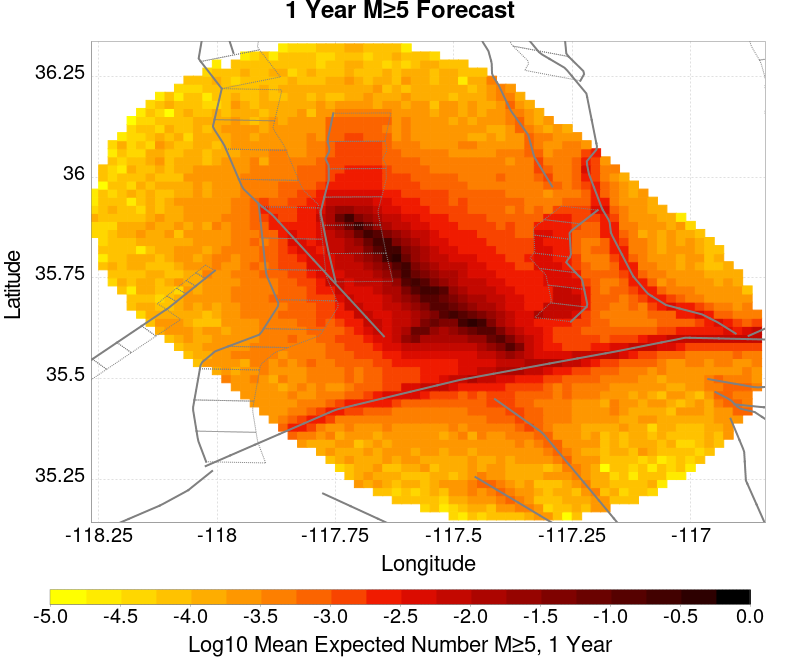 1 Year M≥5 Forecast
36.25
36
35.75
35.5
35.25
Latitude
-118.25 -118 -117.75 -117.5 -117.25 -117
Longitude
-5.0 -4.5 -4.0 -3.5 -3.0 -2.5 -2.0 -1.5 -1.0 -0.5 0.0
Log10 Mean Expected Number M≥5, 1 Year